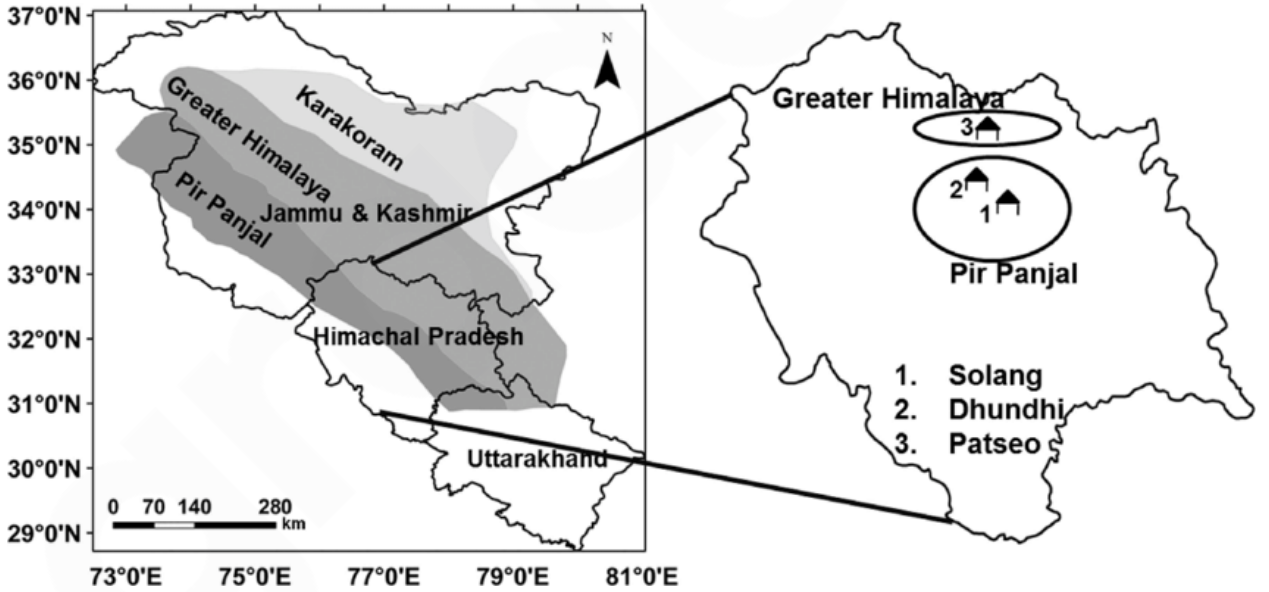 37°0'N
36°0'N
35°0'N
34°0'N
33°0'N
32°0'N
31°0'N
30°0'N
29°0'N
73°0'E 75°0'E 77°0'E 79°0'E 81°0'E
N
Karakoram
Greater Himalaya
Pir Panjal
Jammu & Kashmir
Himachal Pradesh
Uttarakhand
0 70 140 280
km
Greater Himalaya
3
2
1
Pir Panjal
1. Solang
2. Dhundhi
3. Patseo